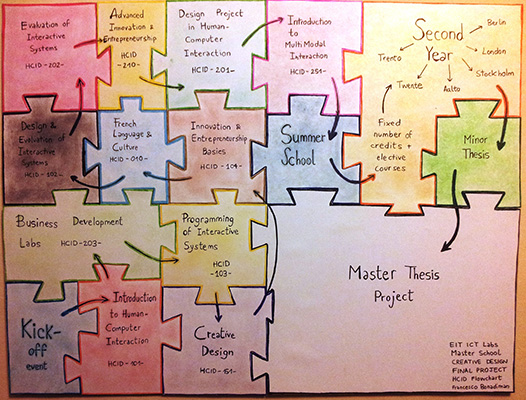 Evaluation of
Interactive
Systems
HCID-202-
Advanced
Innovation &
Entrepreneurship
HCID
-210-
Design Project
in Human-
Computer
Interaction
HCID-201-
Introduction
to
Multi Modal
Interaction
HCID-251-
Second
Year
Berlin
London
Stockholm
Aalto
Twente
Trento
Design &
Evaluation of
Interactive
Systems
HCID-102-
French
Language &
Culture
HCID-010-
Innovation &
Entrepreneurship
Basics
HCID-104-
Summer
School
Fixed
number of
credits +
elective
courses
Minor
Thesis
Business Development
Labs HCID-203-
Programming
of Interactive
Systems
HCID
-103-
Master Thesis
Project
Kick-
off
event
Introduction
to Human-
Computer
Interaction
HCID-101-
Creative
Design
HCID-151-
EIT ICT Labs
Master School
CREATIVE DESIGN
FINAL PROJECT
HCID Flowchart
Francesco Bonadiman